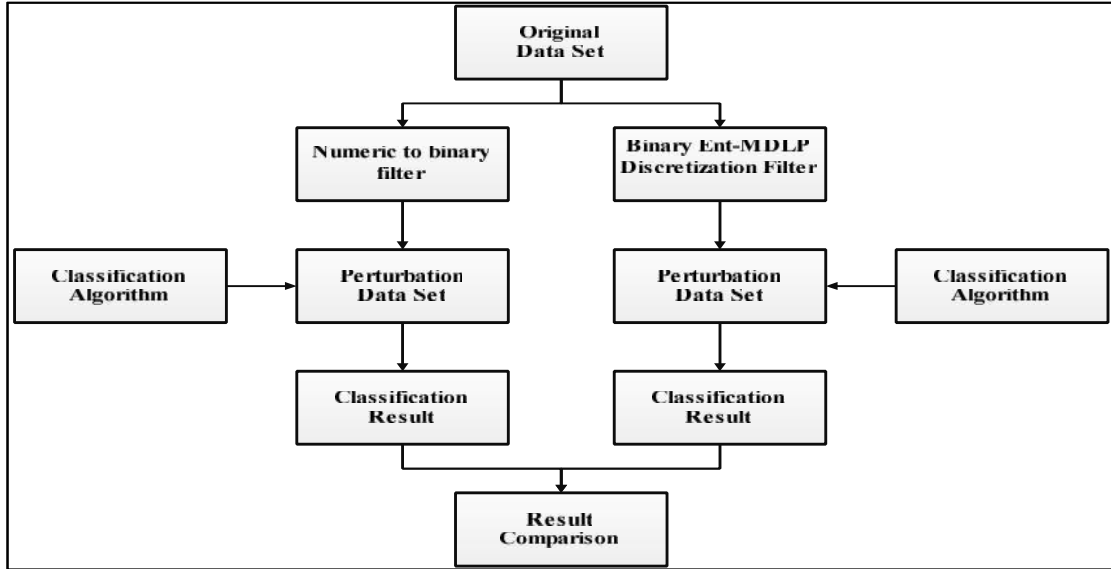 Original
Data Set
Numeric to binary
filter
Binary Ent-MDLP
Discretization Filter
Classification
Algorithm
Perturbation
Data Set
Perturbation
Data Set
Classification
Algorithm
Classification
Result
Classification
Result
Result
Comparison